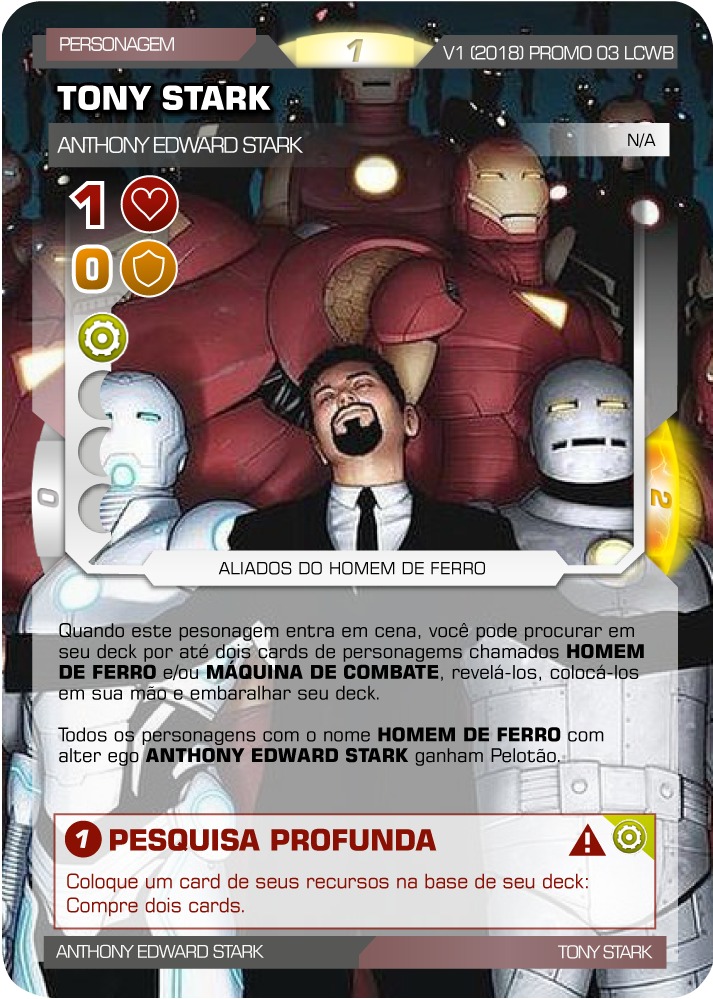 PERSONAGEM
1
V1 (2018) PROMO 03 LCWB
TONY STARK
ANTHONY EDWARD STARK
N/A
1
0
0
2
ALIADOS DO HOMEM DE FERRO
Quando este pesonagem entra em cena, você pode procurar em
seu deck por até dois cards de personagems chamados HOMEM
DE FERRO e/ou MÁQUINA DE COMBATE, revelá-los, colocá-los
em sua mão e embaralhar seu deck.
Todos os personagens com o nome HOMEM DE FERRO com
alter ego ANTHONY EDWARD STARK ganham Pelotão.
1 PESQUISA PROFUNDA
Coloque um card de seus recursos na base de seu deck:
Compre dois cards.
ANTHONY EDWARD STARK
TONY STARK